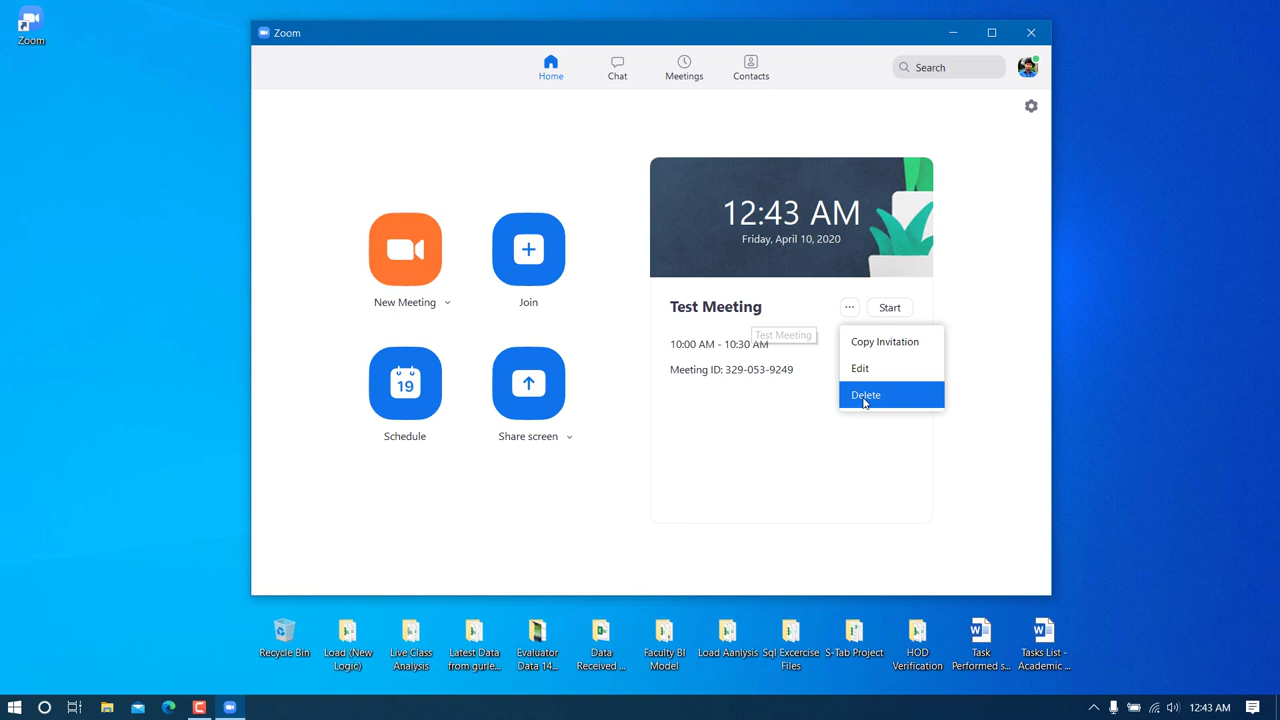 Zoom
Zoom
Home
Chat
Meetings
Contacts
Search
12:43 AM
Friday, April 10, 2020
New Meeting
Join
19
Schedule
Share screen
Test Meeting
...
Start
Test Meeting
10:00 AM - 10:30 AM
Meeting ID: 329-053-9249
Copy Invitation
Edit
Delete
Recycle Bin
Load (New
Logic)
Live Class
Analysis
Latest Data
from gurle...
Evaluator
Data 14...
Data
Received ...
Faculty BI
Model
Load Aanlysis
Sql Excercise
Files
S-Tab Project
HOD
Verification
Task
Performed s...
Tasks List -
Academic ...
12:43 AM